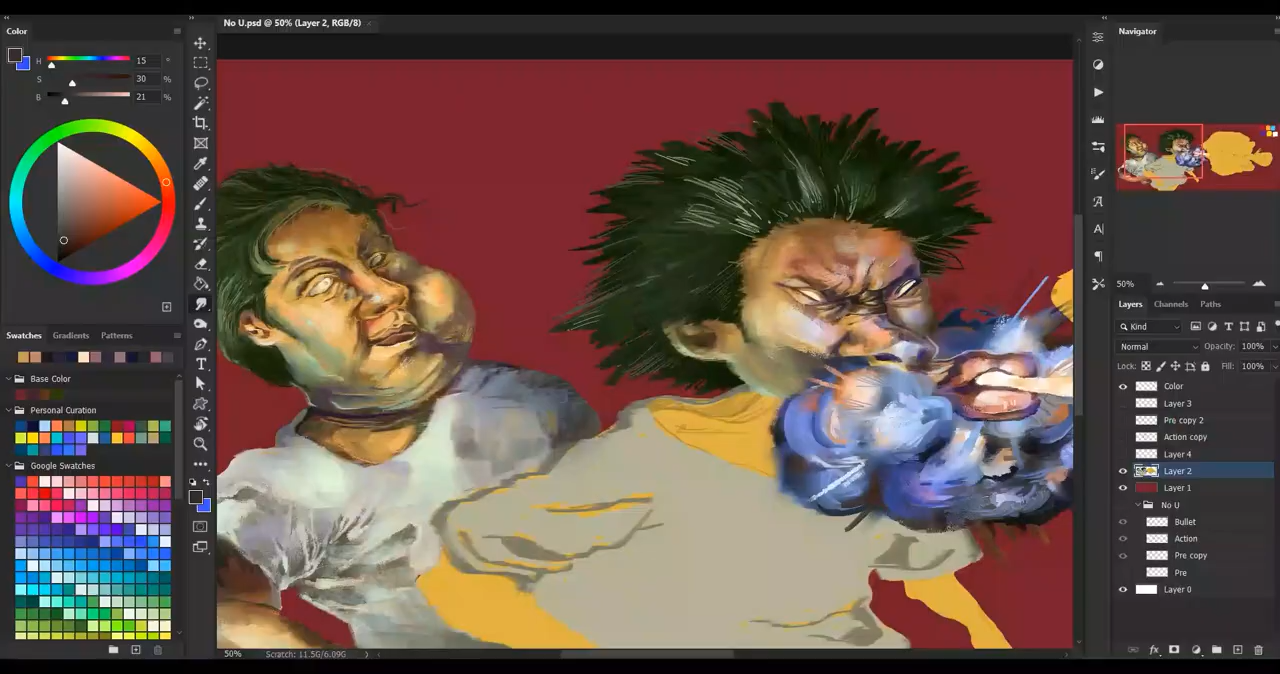 No U.psd @ 50% (Layer 2, RGB/8)
Color
H 15 °
S 30 %
B 21 %
Swatches Gradients Patterns
Base Color
Personal Curation
Google Swatches
50% Scratch: 11.5G/6.09G
Navigator
50%
Layers Channels Paths
Kind
Normal Opacity: 100%
Lock: Fill: 100%
Color
Layer 3
Pre copy 2
Action copy
Layer 4
Layer 2
Layer 1
No U
Bullet
Action
Pre copy
Pre
Layer 0